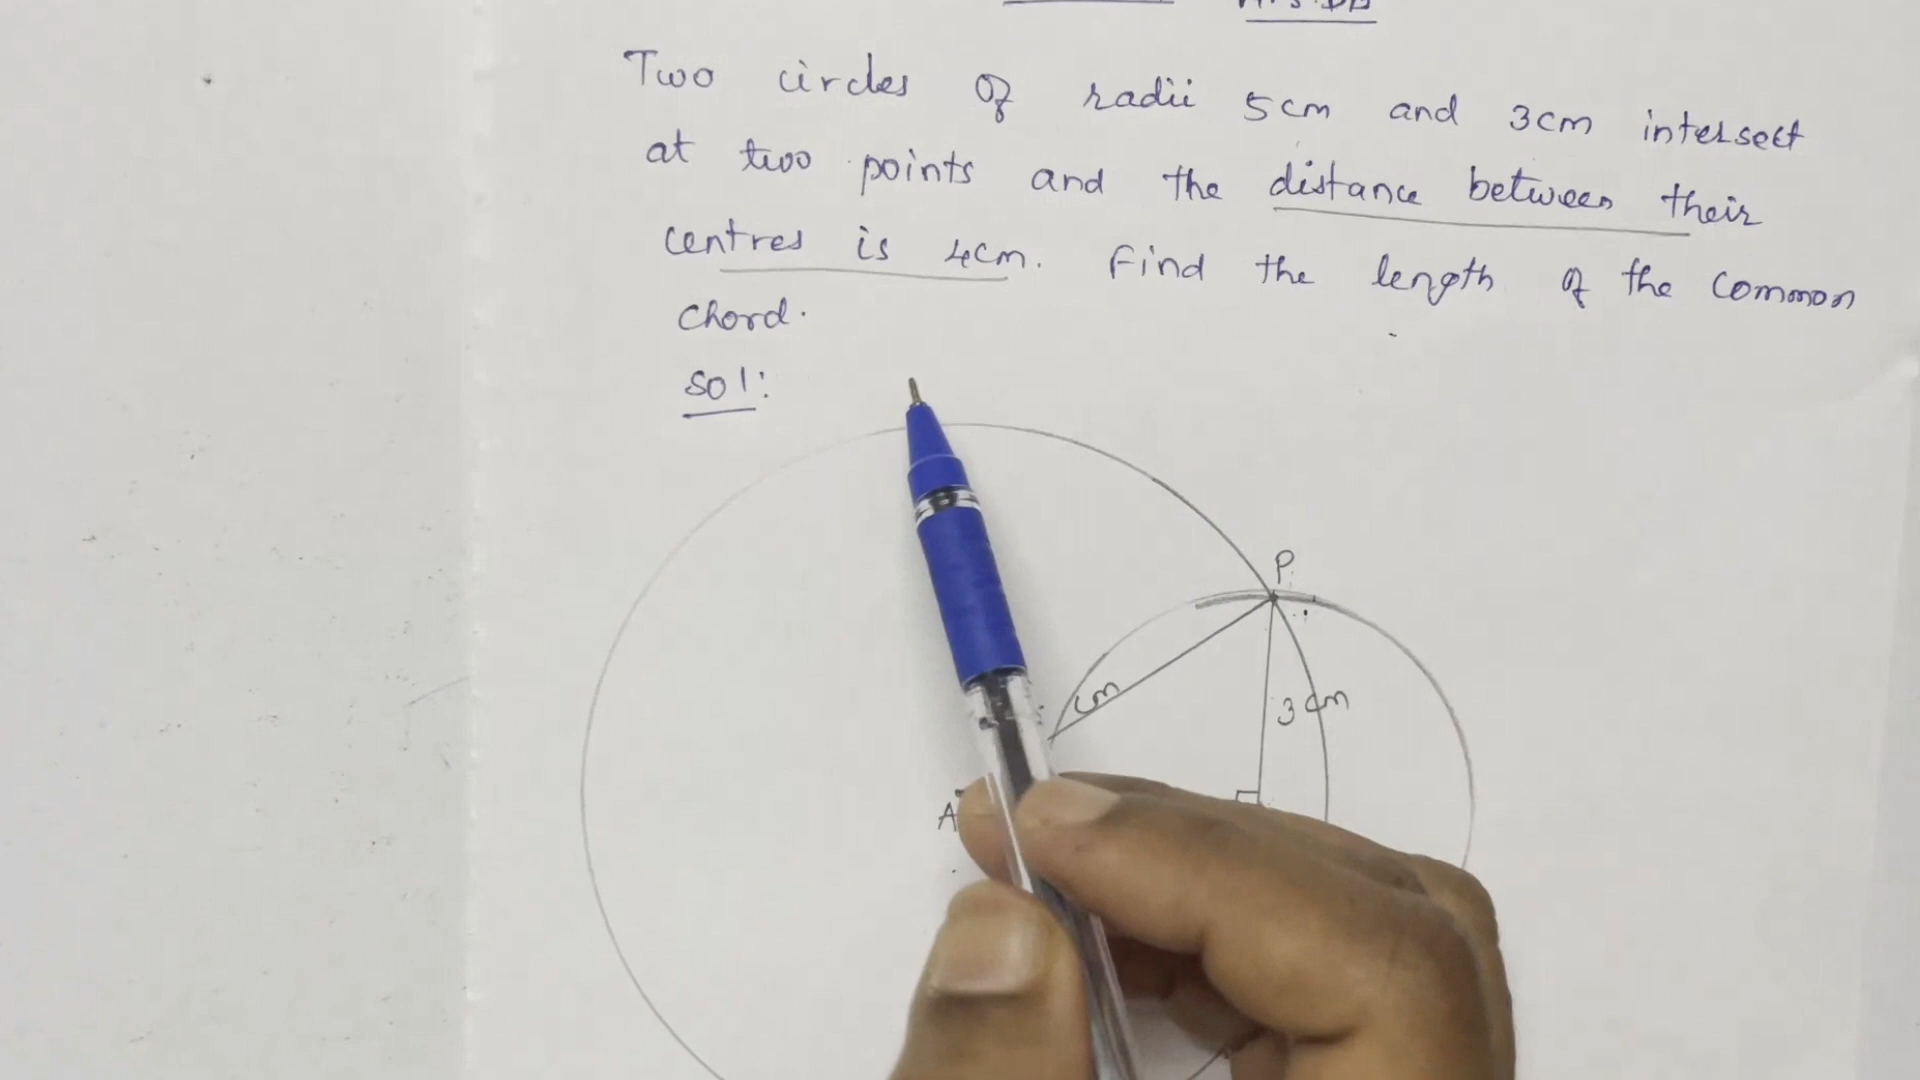 Two circles of radii 5cm and 3cm intersect
at two points and the distance between their
centres is 4cm. Find the length of the common
chord.
Sol:
P
cm
3cm
A